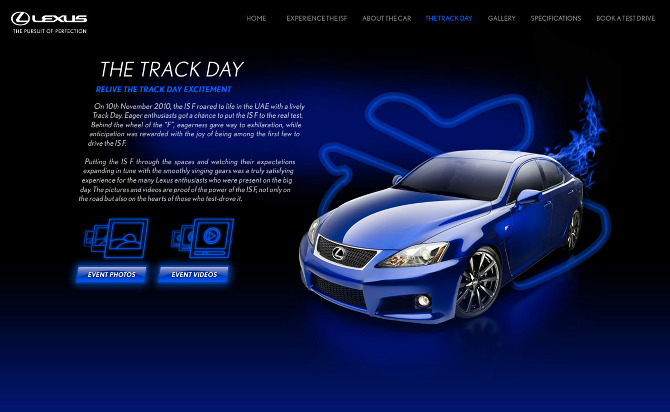 LEXUS
THE PURSUIT OF PERFECTION
HOME EXPERIENCE THE ISF ABOUT THE CAR THE TRACK DAY GALLERY SPECIFICATIONS BOOK A TEST DRIVE
THE TRACK DAY
RELIVE THE TRACK DAY EXCITEMENT
On 10th November 2010, the IS F roared to life in the UAE with a lively
Track Day. Eager enthusiasts got a chance to put the IS F to the real test.
Behind the wheel of the "F", eagerness gave way to exhilaration, while
anticipation was rewarded with the joy of being among the first few to
drive the IS F.
Putting the IS F through the spaces and watching their expectations
expanding in tune with the smoothly singing gears was a truly satisfying
experience for the many Lexus enthusiasts who were present on the big
day. The pictures and videos are proof of the power of the IS F, not only on
the road but also on the hearts of those who test-drove it.
EVENT PHOTOS EVENT VIDEOS